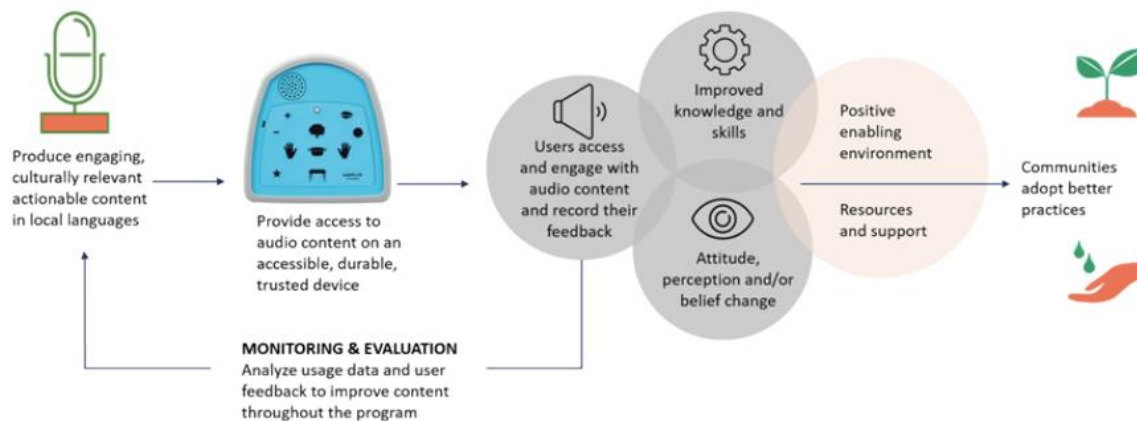 Produce engaging,
culturally relevant
actionable content
in local languages
Provide access to
audio content on an
accessible, durable,
trusted device
Users access
and engage with
audio content
and record their
feedback
Improved
knowledge and
skills
Attitude,
perception and/or
belief change
Positive
enabling
environment
Resources
and support
Communities
adopt better
practices
MONITORING & EVALUATION
Analyze usage data and user
feedback to improve content
throughout the program